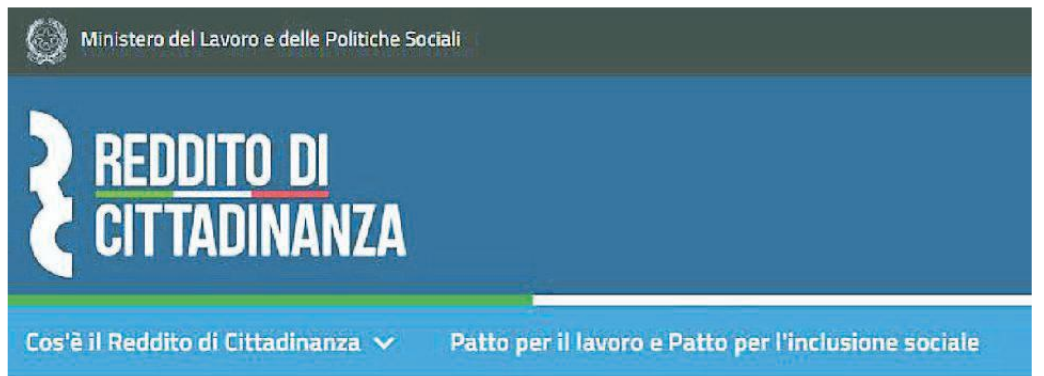 Ministero del Lavoro e delle Politiche Sociali
REDDITO DI
CITTADINANZA
Cos'è il Reddito di Cittadinanza
Patto per il lavoro e Patto per l'inclusione sociale